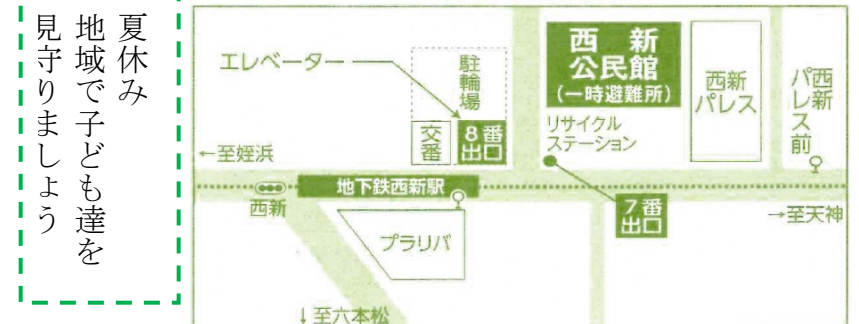 夏休み
地域で子ども達を
見守りましょう
エレベーター
駐輪場
交番
8番
出口
西新
公民館
(一時避難所)
リサイクル
ステーション
西新
パレス
西新
パレス前
←至姪浜
地下鉄西新駅
西新
プラリバ
7番
出口
→至天神
↓至六本松